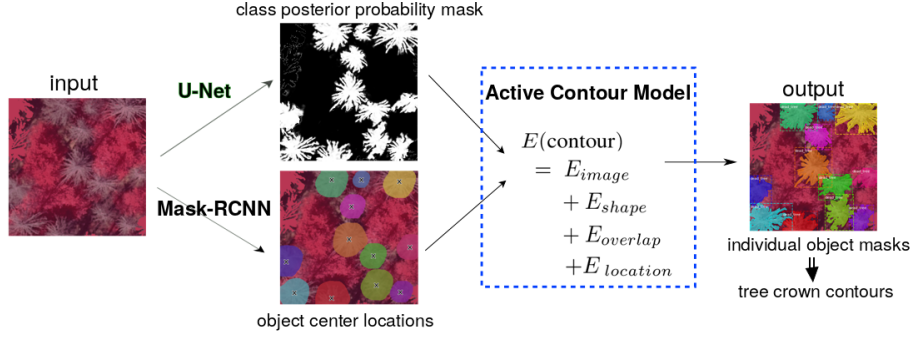 class posterior probability mask
input
U-Net
Mask-RCNN
object center locations
Active Contour Model
E(contour)
= E_image
+ E_shape
+ E_overlap
+E location
output
individual object masks
tree crown contours